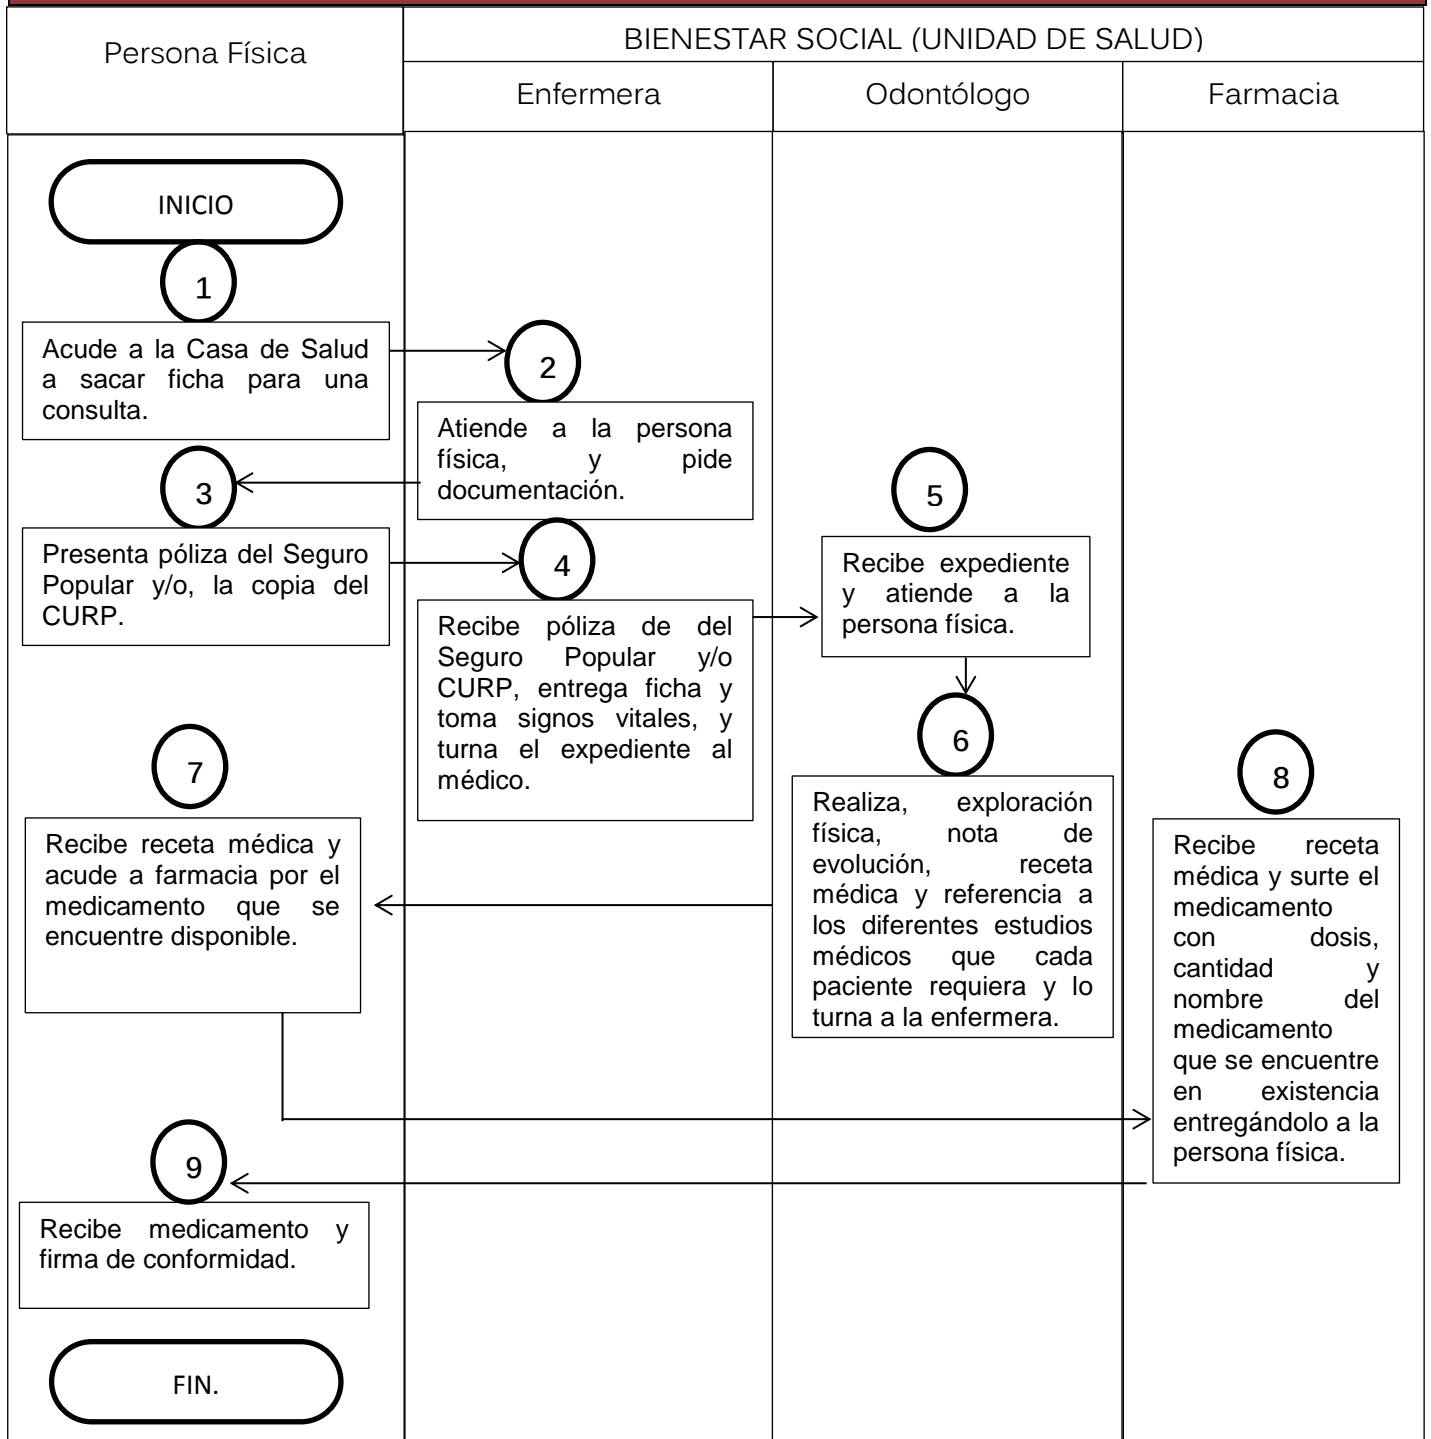 Persona Física
BIENESTAR SOCIAL (UNIDAD DE SALUD)
Enfermera
Odontólogo
Farmacia
INICIO
1
Acude a la Casa de Salud
a sacar ficha para una
consulta.
2
Atiende a la persona
física, y pide
documentación.
3
Presenta póliza del Seguro
Popular y/o, la copia del
CURP.
4
Recibe póliza de del
Seguro Popular y/o
CURP, entrega ficha y
toma signos vitales, y
turna el expediente al
médico.
5
Recibe expediente
y atiende a la
persona física.
6
Realiza, exploración
física, nota de
evolución, receta
médica y referencia a
los diferentes estudios
médicos que cada
paciente requiera y lo
turna a la enfermera.
7
Recibe receta médica y
acude a farmacia por el
medicamento que se
encuentre disponible.
8
Recibe receta
médica y surte el
medicamento
con dosis,
cantidad y
nombre del
medicamento
que se encuentre
en existencia
entregándolo a la
persona física.
9
Recibe medicamento y
firma de conformidad.
FIN.